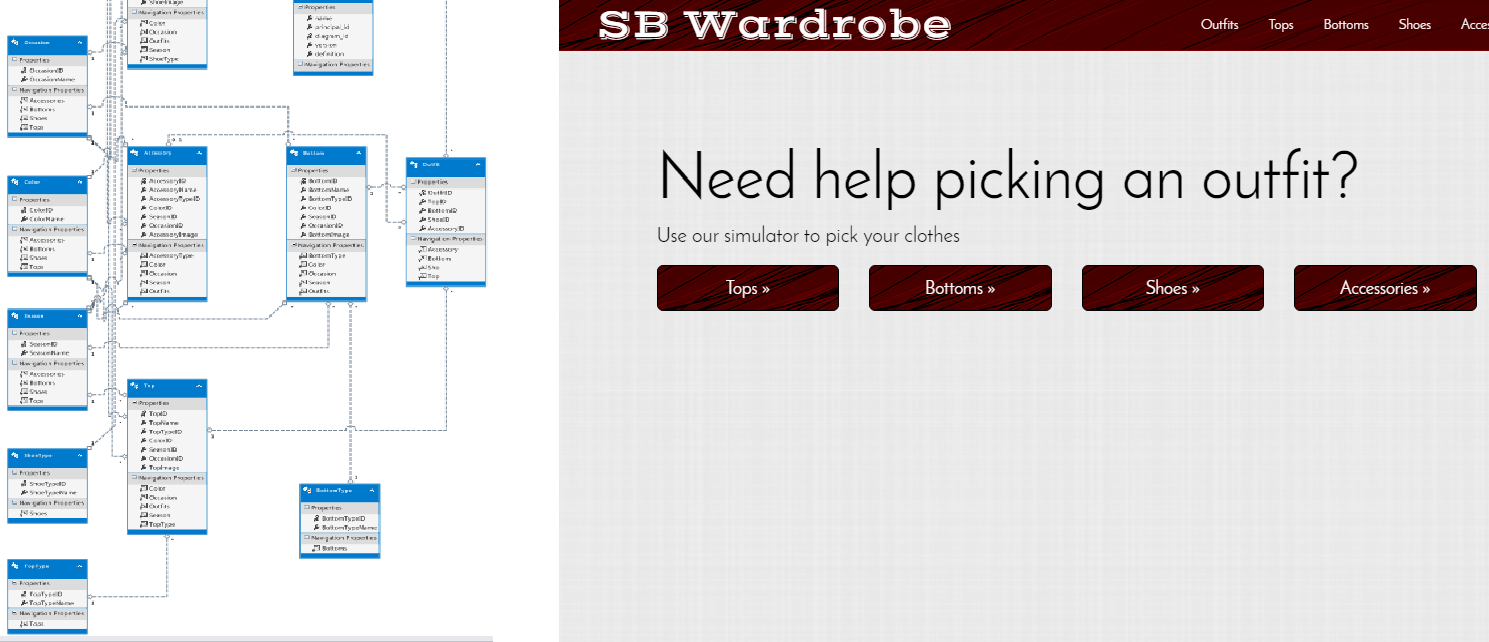 ShoeImage
Navigation Properties
Color
Occasion
Outfits
Season
ShoeType
Properties
name
principal_id
diagram_id
version
definition
Navigation Properties
Occasion
Properties
OccasionID
OccasionName
Navigation Properties
Accessories
Bottoms
Shoes
Tops
Color
Properties
ColorID
ColorName
Navigation Properties
Accessories
Bottoms
Shoes
Tops
Season
Properties
SeasonID
SeasonName
Navigation Properties
Accessories
Bottoms
Shoes
Tops
ShoeType
Properties
ShoeTypeID
ShoeTypeName
Navigation Properties
Shoes
TopType
Properties
TopTypeID
TopTypeName
Navigation Properties
Tops
Accessory
Properties
AccessoryID
AccessoryName
AccessoryTypeID
ColorID
SeasonID
OccasionID
AccessoryImage
Navigation Properties
AccessoryType
Color
Occasion
Season
Outfits
Bottom
Properties
BottomID
BottomName
BottomTypeID
ColorID
SeasonID
OccasionID
BottomImage
Navigation Properties
BottomType
Color
Occasion
Season
Outfits
Outfit
Properties
OutfitID
TopID
BottomID
ShoeID
AccessoryID
Navigation Properties
Accessory
Bottom
Sho
Top
Top
Properties
TopID
TopName
TopTypeID
ColorID
SeasonID
OccasionID
TopImage
Navigation Properties
Color
Occasion
Outfits
Season
TopType
BottomType
Properties
BottomTypeID
BottomTypeName
Navigation Properties
Bottoms
SB Wardrobe
Outfits Tops Bottoms Shoes Acces
Need help picking an outfit?
Use our simulator to pick your clothes
Tops » Bottoms » Shoes » Accessories »